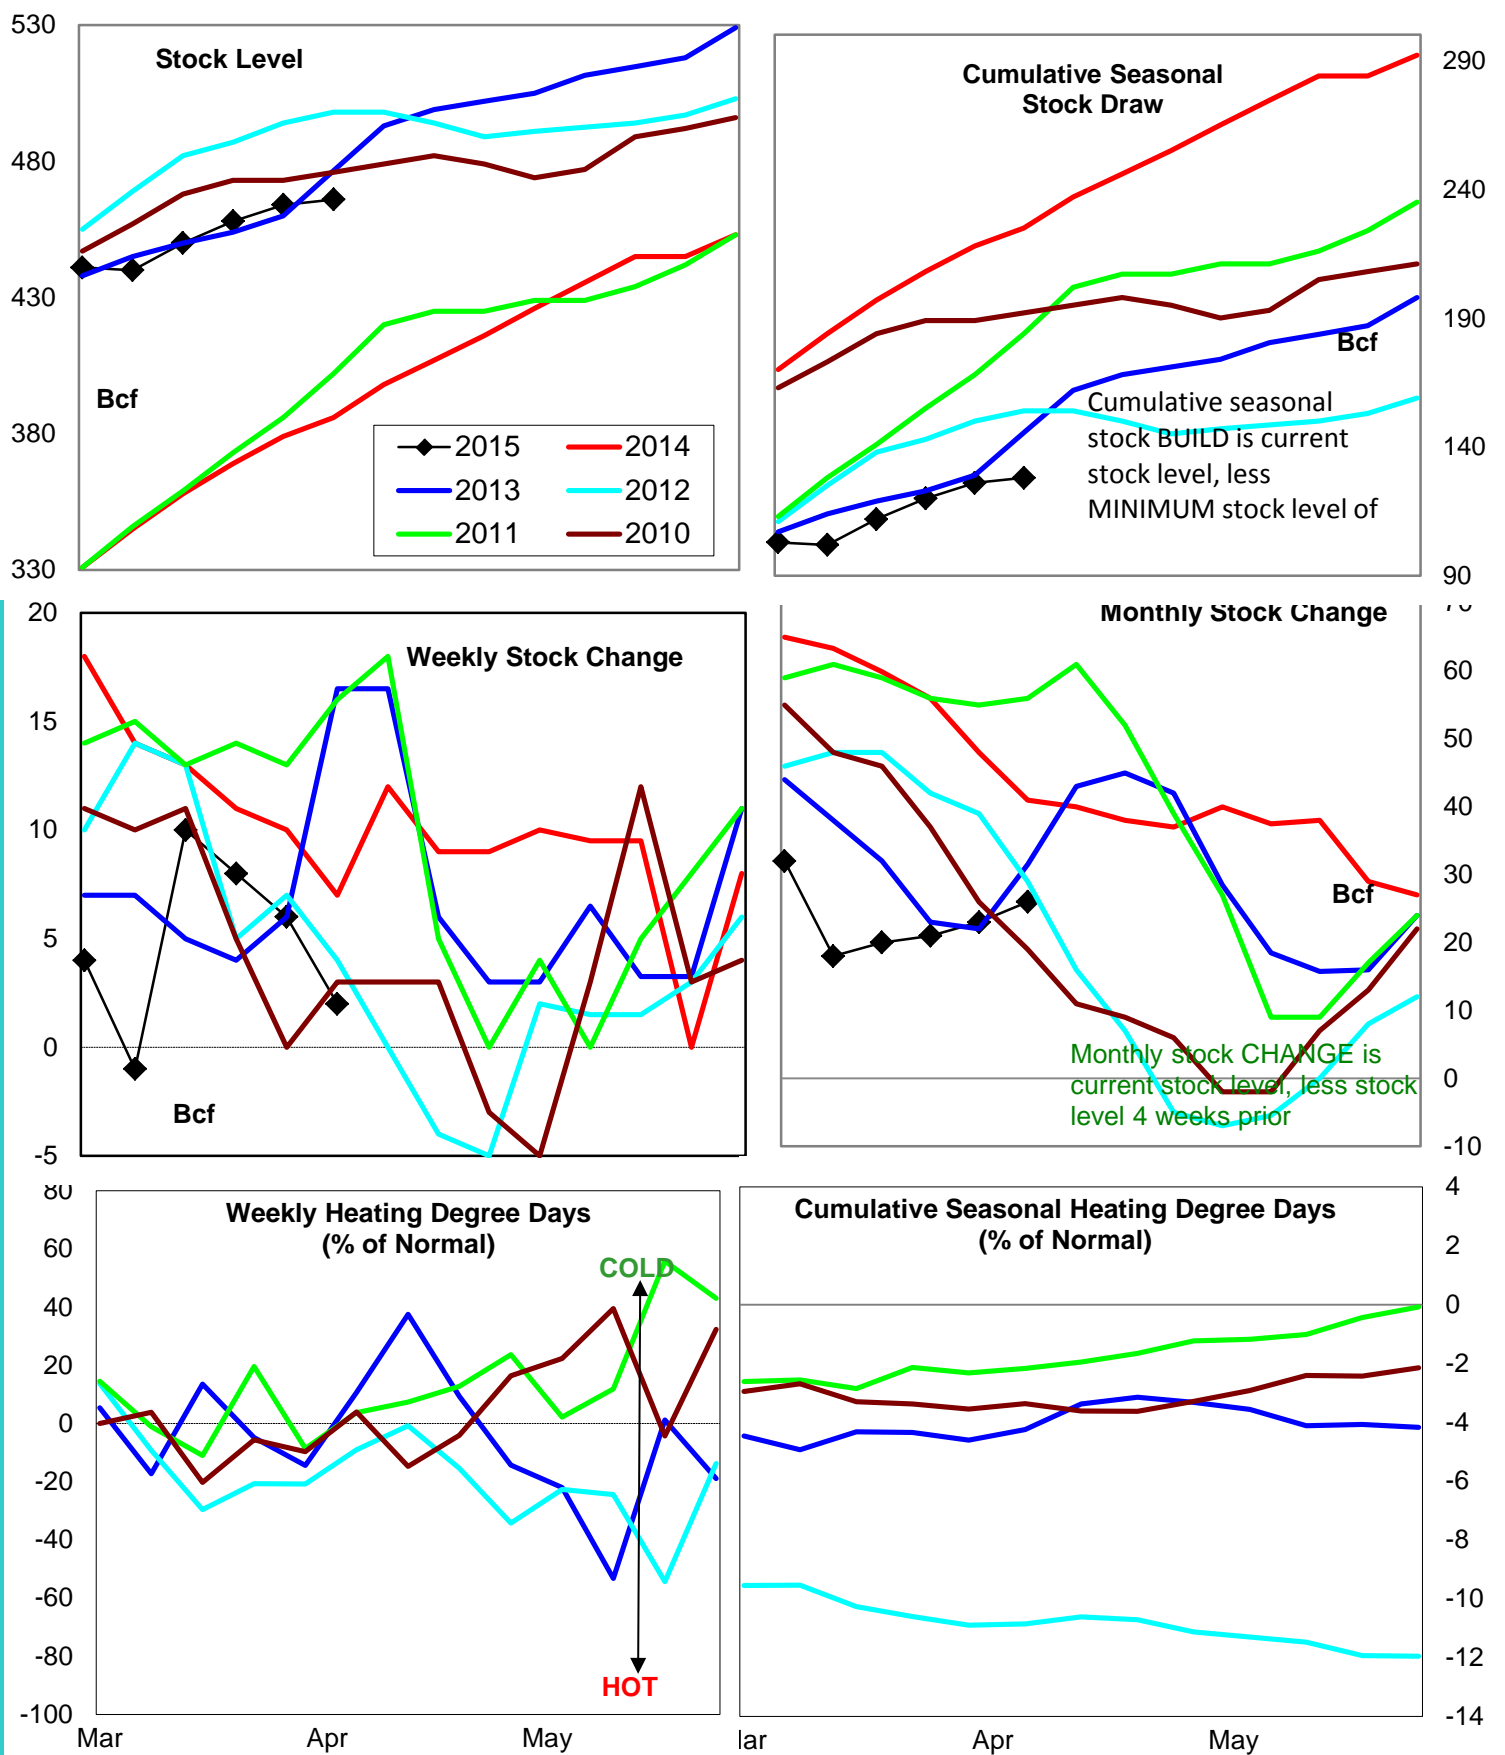 530
480
430
380
330
Stock Level
Bcf
2015
2014
2013
2012
2011
2010
Cumulative Seasonal
Stock Draw
290
240
190
140
90
Bcf
Cumulative seasonal
stock BUILD is current
stock level, less
MINIMUM stock level of
20
15
10
5
0
-5
Weekly Stock Change
Bcf
Monthly Stock Change
70
60
50
40
30
20
10
0
-10
Bcf
Monthly stock CHANGE is
current stock level, less stock
level 4 weeks prior
80
60
40
20
0
-20
-40
-60
-80
-100
Weekly Heating Degree Days
(% of Normal)
COLD
HOT
Mar
Apr
May
Cumulative Seasonal Heating Degree Days
(% of Normal)
4
2
0
-2
-4
-6
-8
-10
-12
-14
lar
Apr
May